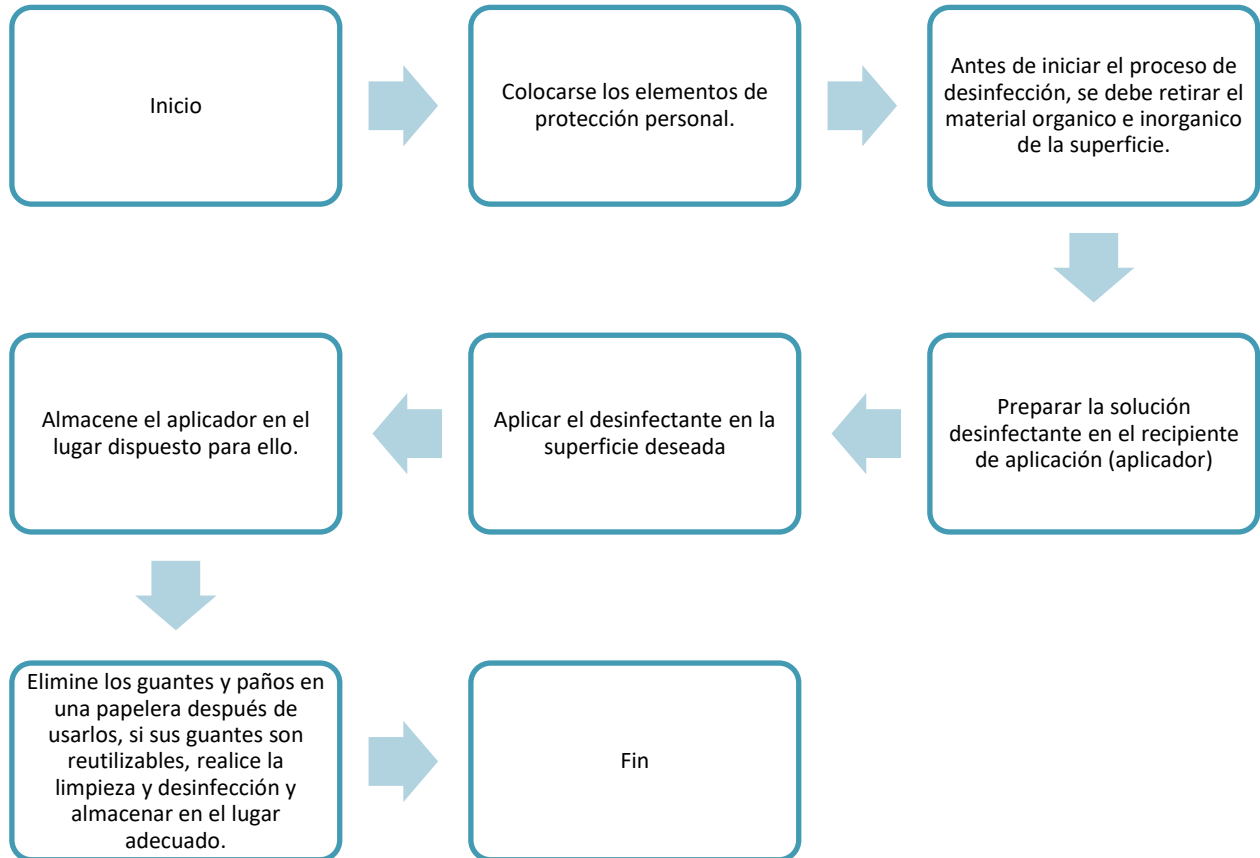 Inicio
Colocarse los elementos de
protección personal.
Antes de iniciar el proceso de
desinfección, se debe retirar el
material organico e inorganico
de la superficie.
Preparar la solución
desinfectante en el recipiente
de aplicación (aplicador)
Aplicar el desinfectante en la
superficie deseada
Almacene el aplicador en el
lugar dispuesto para ello.
Elimine los guantes y paños en
una papelera después de
usarlos, si sus guantes son
reutilizables, realice la
limpieza y desinfección y
almacenar en el lugar
adecuado.
Fin